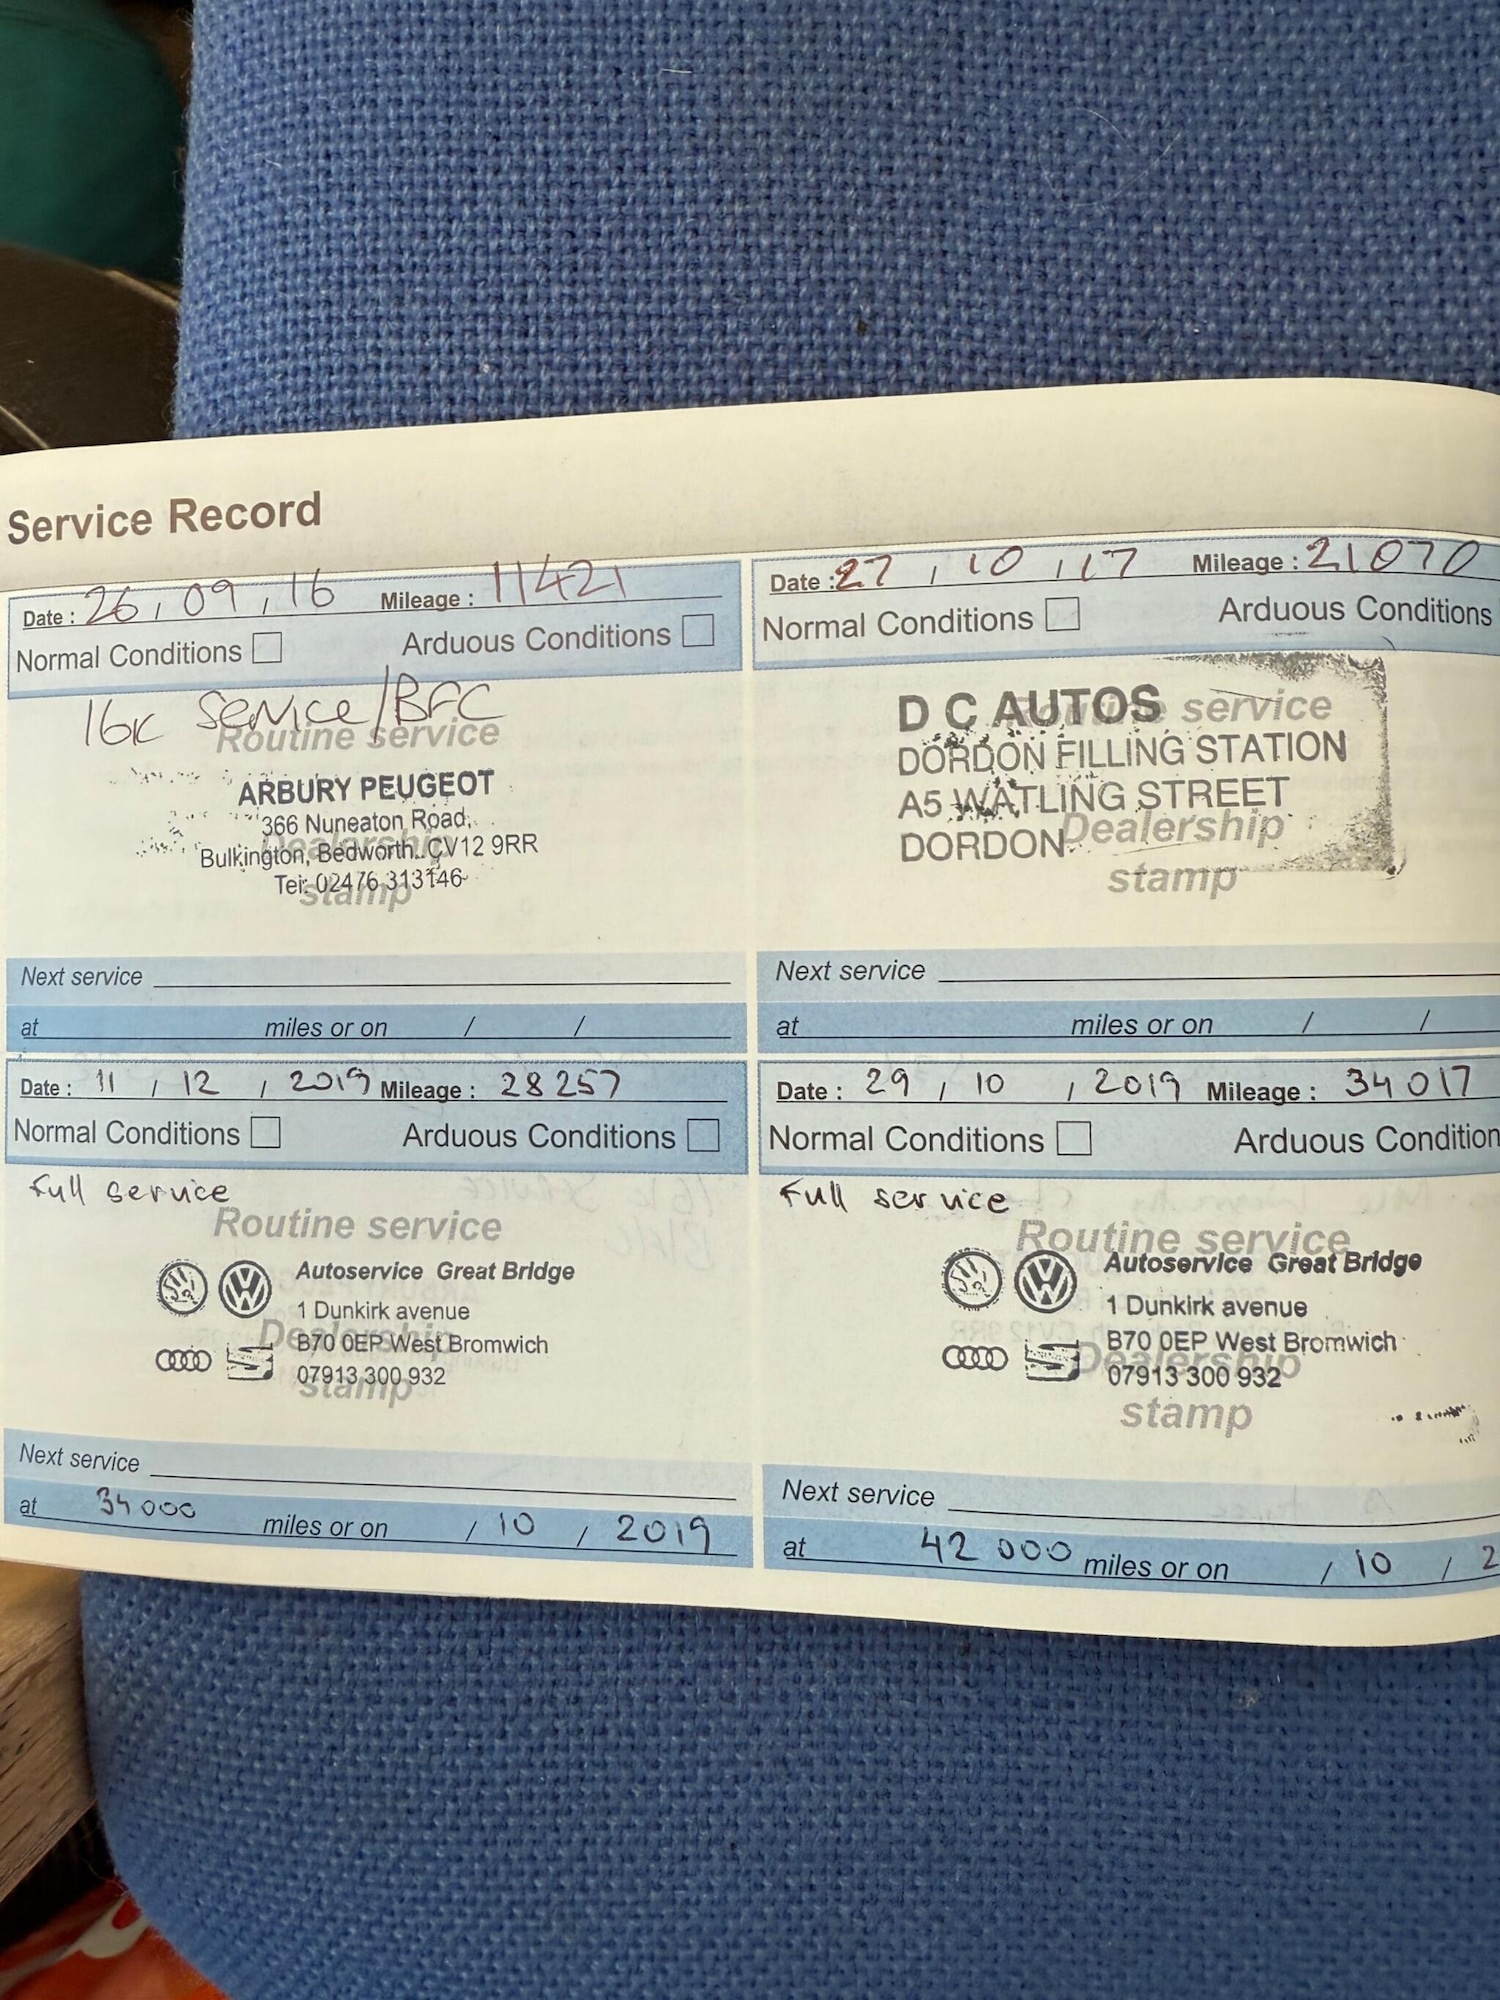 Service Record
Date : 26 / 09 / 16 Mileage : 11421
Normal Conditions Arduous Conditions
16K Service/BFC
Routine service
ARBURY PEUGEOT
366 Nuneaton Road,
Dealership
Bulkington, Bedworth. CV12 9RR
Tel: 02476 313146
stamp
Next service
at miles or on / /
Date : 27 / 10 / 17 Mileage : 21070
Normal Conditions Arduous Conditions
D C AUTOS
Routine service
DORDON FILLING STATION
A5 WATLING STREET
DORDON
Dealership
stamp
Next service
at miles or on / /
Date : 11 / 12 / 2019 Mileage : 28257
Normal Conditions Arduous Conditions
Full service
Routine service
Autoservice Great Bridge
1 Dunkirk avenue
Dealership
B70 0EP West Bromwich
07913 300 932
stamp
Next service
at 34000 miles or on / 10 / 2019
Date : 29 / 10 / 2019 Mileage : 34017
Normal Conditions Arduous Condition
Full service
Routine service
Autoservice Great Bridge
1 Dunkirk avenue
B70 0EP West Bromwich
Dealership
07913 300 932
stamp
Next service
at 42 000 miles or on / 10 / 2